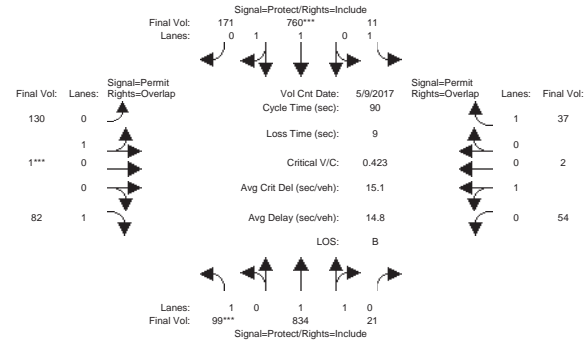 Signal=Protect/Rights=Include
Final Vol: 171 760*** 11
Lanes: 0 1 1 0 1
Signal=Permit Signal=Permit
Final Vol: Lanes: Rights=Overlap Vol Cnt Date: 5/9/2017 Rights=Overlap Lanes: Final Vol:
Cycle Time (sec): 90
130 0 1 37
Loss Time (sec): 9
1 0
1*** 0 Critical V/C: 0.423 0 2
0 Avg Crit Del (sec/veh): 15.1 1
82 1 Avg Delay (sec/veh): 14.8 0 54
LOS: B
Lanes: 1 0 1 1 0
Final Vol: 99*** 834 21
Signal=Protect/Rights=Include